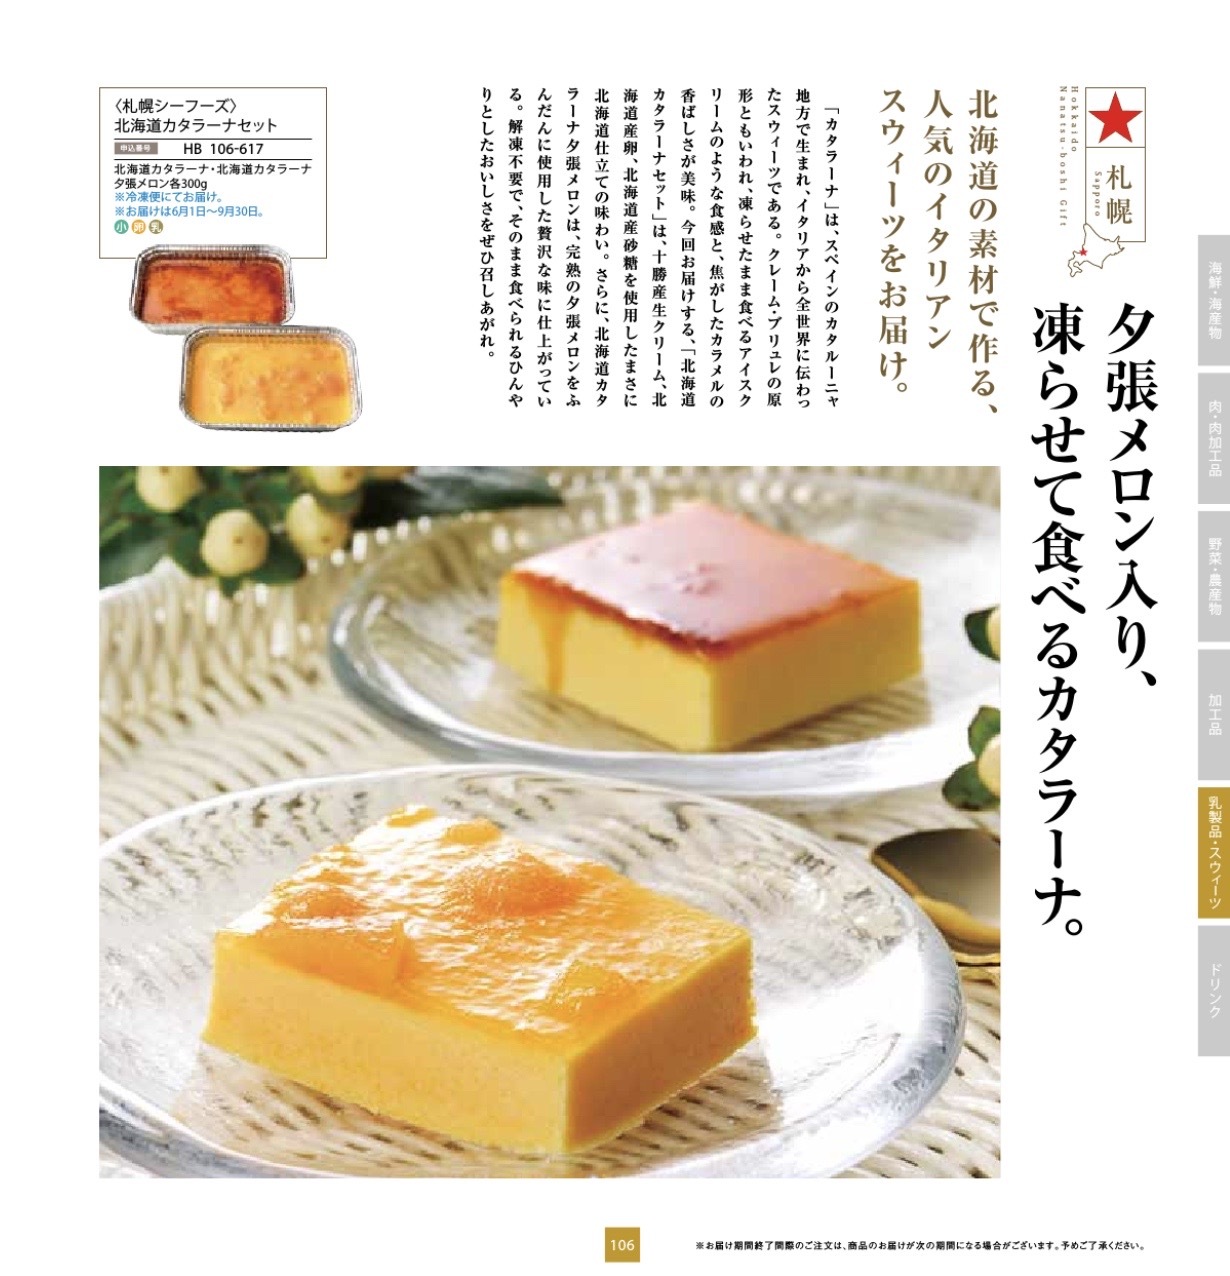 札幌
Sapporo
Hokkaido
Nanatsu-boshi Gift
夕張メロン入り、
凍らせて食べるカタラーナ。
北海道の素材で作る、
人気のイタリアン
スウィーツをお届け。
「カタラーナ」は、スペインのカタルーニャ
地方で生まれ、イタリアから全世界に伝わっ
たスウィーツである。クレーム・ブリュレの原
形ともいわれ、凍らせたまま食べるアイスク
リームのような食感と、焦がしたカラメルの
香ばしさが美味。今回お届けする、「北海道
カタラーナセット」は、十勝産生クリーム、北
海道産卵、北海道産砂糖を使用したまさに
北海道仕立ての味わい。さらに、北海道カタ
ラーナ夕張メロンは、完熟の夕張メロンをふ
んだんに使用した贅沢な味に仕上がってい
る。解凍不要で、そのまま食べられるひんや
りとしたおいしさをぜひ召しあがれ。
〈札幌シーフーズ〉
北海道カタラーナセット
申込番号 HB 106-617
北海道カタラーナ・北海道カタラーナ
夕張メロン各300g
※冷凍便にてお届け。
※お届けは6月1日〜9月30日。
小 卵 乳
海鮮・海産物
肉・肉加工品
野菜・農産物
加工品
乳製品・スウィーツ
ドリンク
106
※お届け期間終了間際のご注文は、商品のお届けが次の期間になる場合がございます。予めご了承ください。